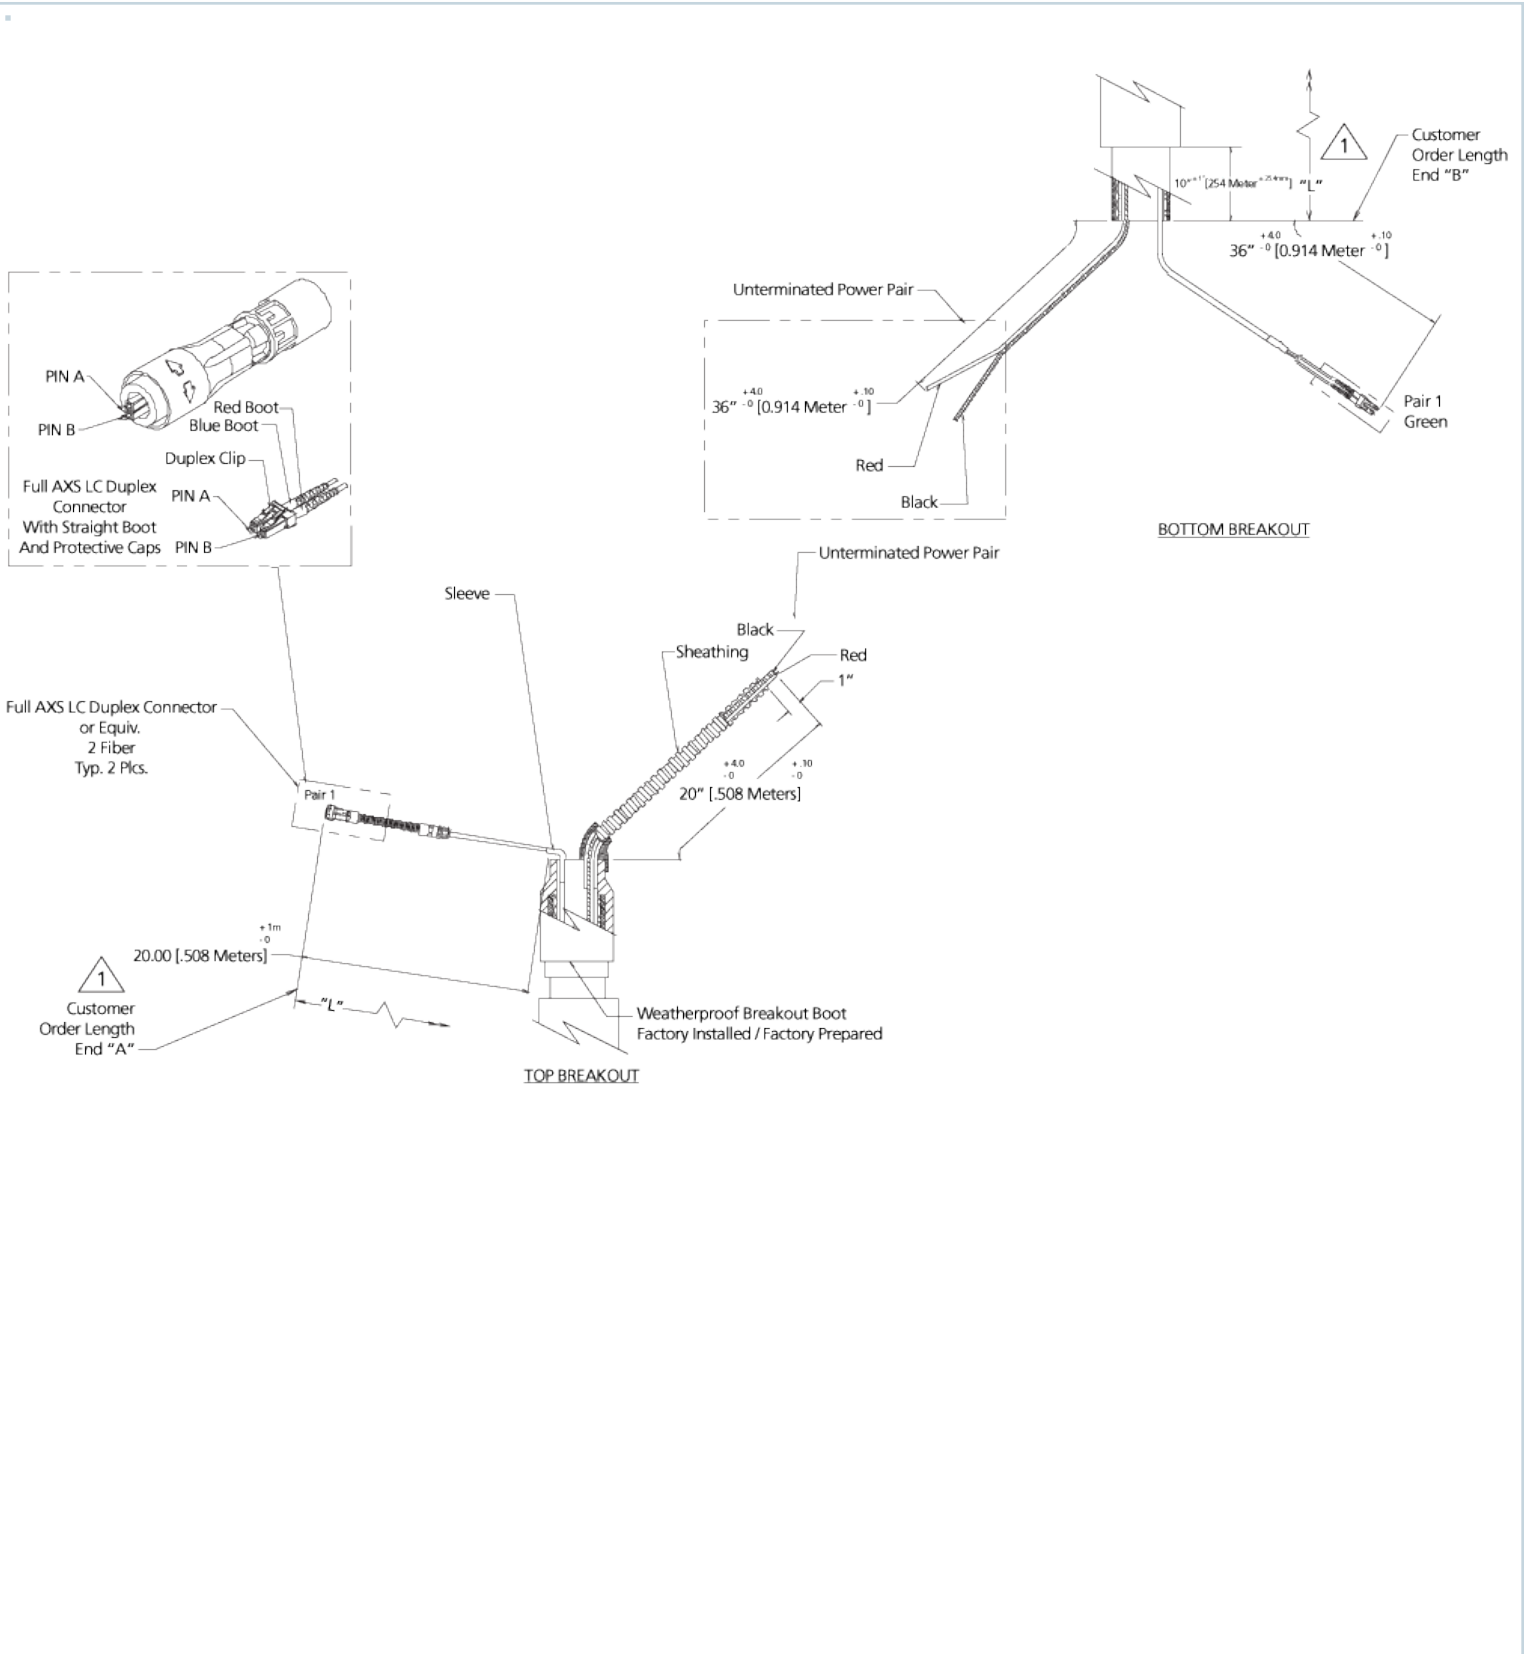 1
Customer
Order Length
End "B"
10" +1" [254 Meter +25.4mm] "L"
+4.0 +.10
36" -0 [0.914 Meter -0]
Unterminated Power Pair
+4.0 +.10
36" -0 [0.914 Meter -0]
Red
Black
Pair 1
Green
BOTTOM BREAKOUT
PIN A
PIN B
Red Boot
Blue Boot
Duplex Clip
PIN A
PIN B
Full AXS LC Duplex
Connector
With Straight Boot
And Protective Caps
Unterminated Power Pair
Sleeve
Black
Sheathing
Red
1"
+4.0 +.10
-0 -0
20" [.508 Meters]
Full AXS LC Duplex Connector
or Equiv.
2 Fiber
Typ. 2 Plcs.
Pair 1
+1m
-0
20.00 [.508 Meters]
1
Customer
Order Length
End "A"
"L"
Weatherproof Breakout Boot
Factory Installed / Factory Prepared
TOP BREAKOUT